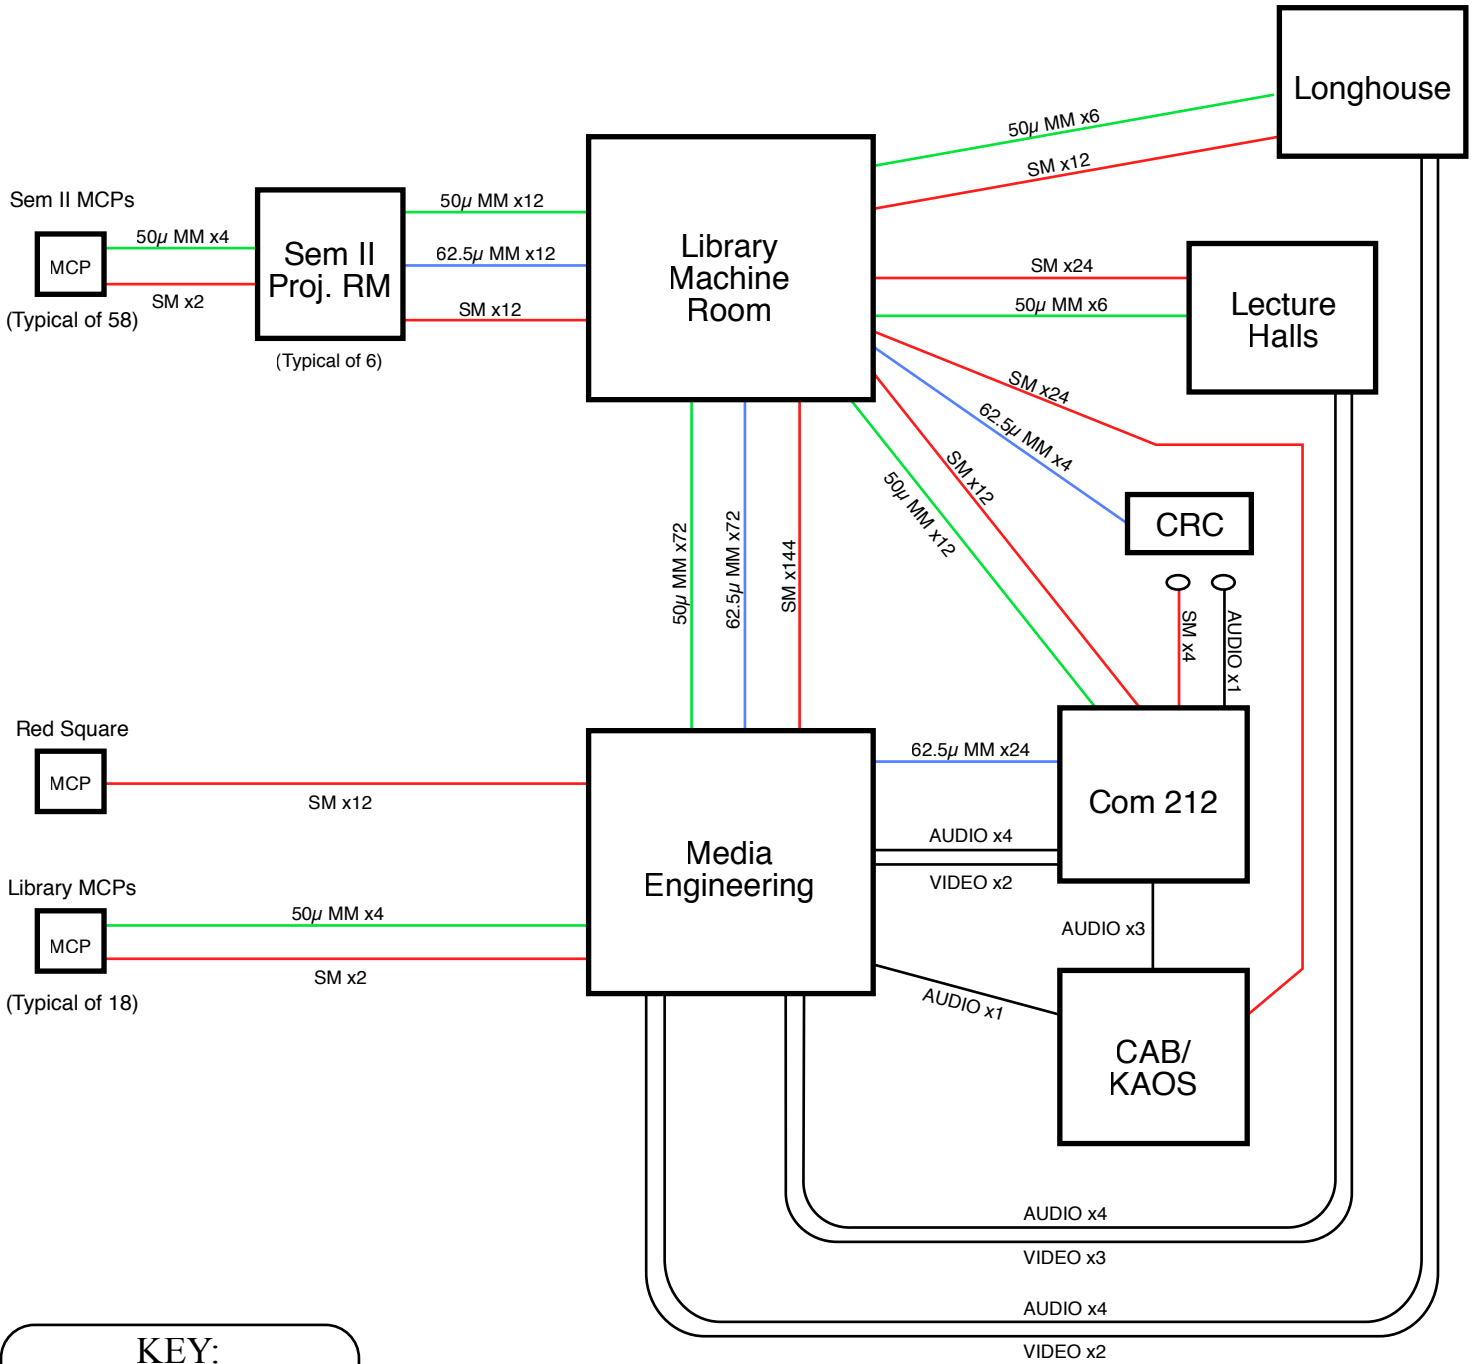 Longhouse
50µ MM x6
SM x12
Sem II MCPs
MCP
(Typical of 58)
50µ MM x4
SM x2
Sem II
Proj. RM
(Typical of 6)
50µ MM x12
62.5µ MM x12
SM x12
Library
Machine
Room
SM x24
50µ MM x6
Lecture
Halls
SM x24
62.5µ MM x4
SM x12
50µ MM x12
CRC
SM x4
AUDIO x1
50µ MM x72
62.5µ MM x72
SM x144
Red Square
MCP
SM x12
Library MCPs
MCP
(Typical of 18)
50µ MM x4
SM x2
Media
Engineering
62.5µ MM x24
AUDIO x4
VIDEO x2
Com 212
AUDIO x3
AUDIO x1
CAB/
KAOS
AUDIO x4
VIDEO x3
AUDIO x4
VIDEO x2
KEY: